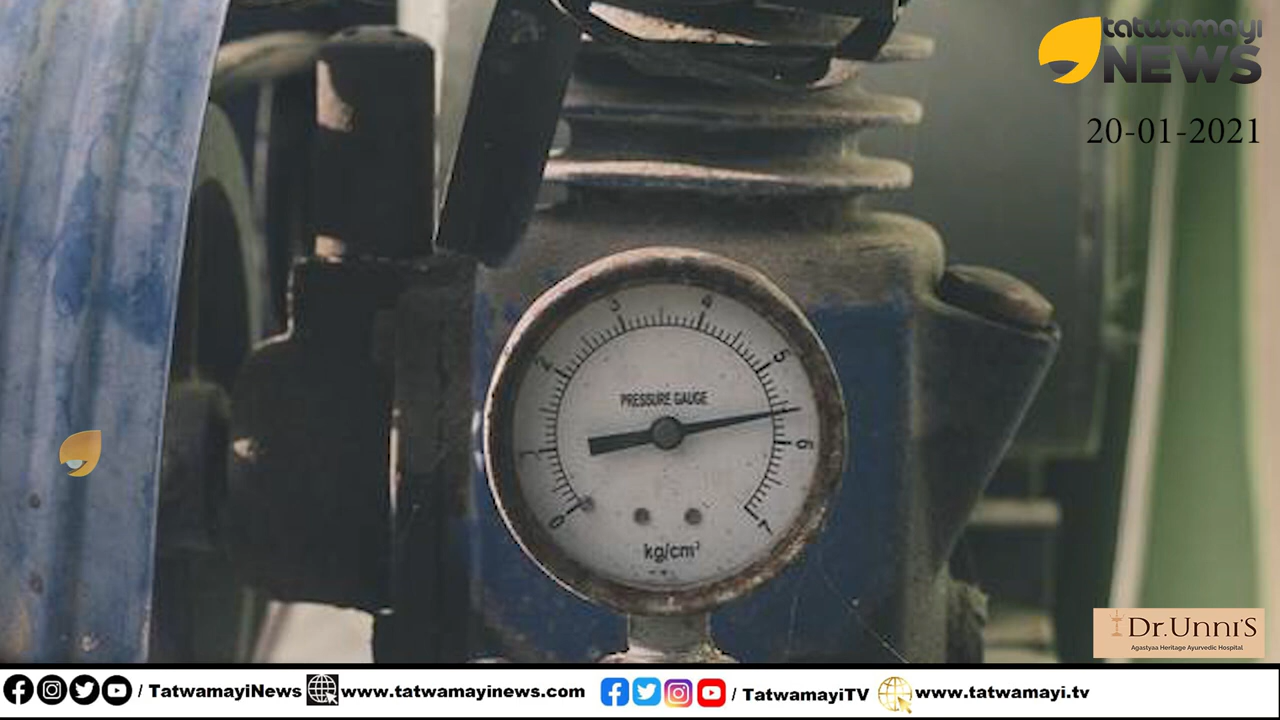 tatwamayi
NEWS
20-01-2021
0
1
2
3
4
5
6
7
PRESSURE GAUGE
kg/cm²
Dr.Unni'S
Agastyaa Heritage Ayurvedic Hospital
/ TatwamayiNews www.tatwamayinews.com / TatwamayiTV www.tatwamayi.tv